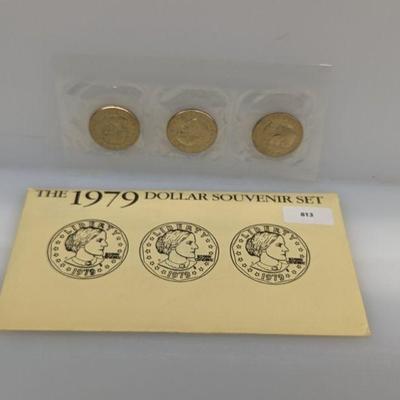 THE 1979 DOLLAR SOUVENIR SET
813
LIBERTY LIBERTY LIBERTY
1979 1979 1979